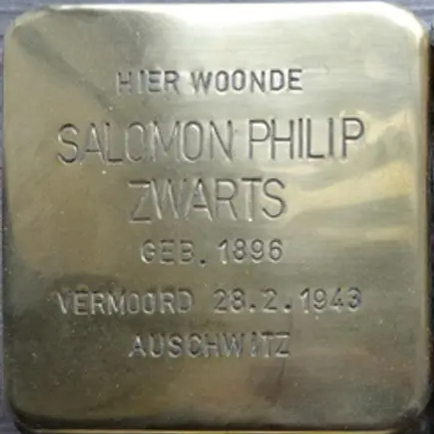 HIER WOONDE
SALOMON PHILIP
ZWARTS
GEB. 1896
VERMOORD 28.2.1943
AUSCHWITZ